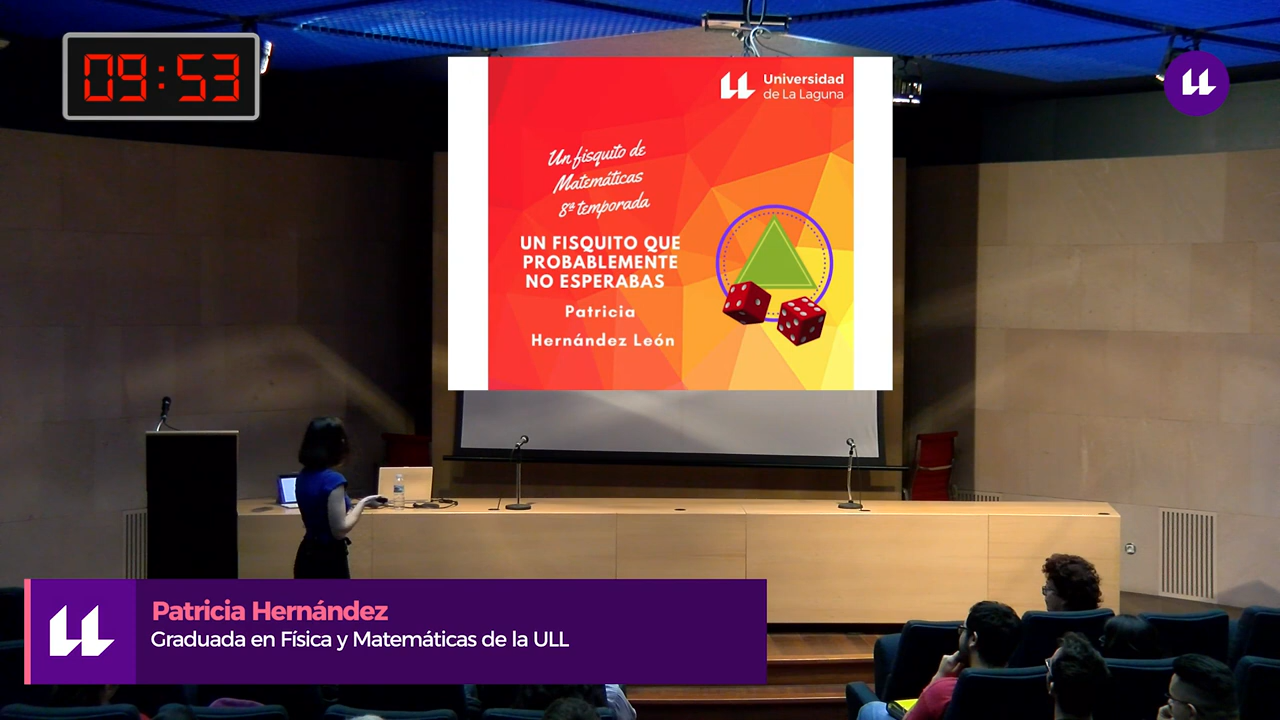 09:53
Universidad
de La Laguna
Un fisquito de
Matemáticas
8ª temporada
UN FISQUITO QUE
PROBABLEMENTE
NO ESPERABAS
Patricia
Hernández León
Patricia Hernández
Graduada en Física y Matemáticas de la ULL